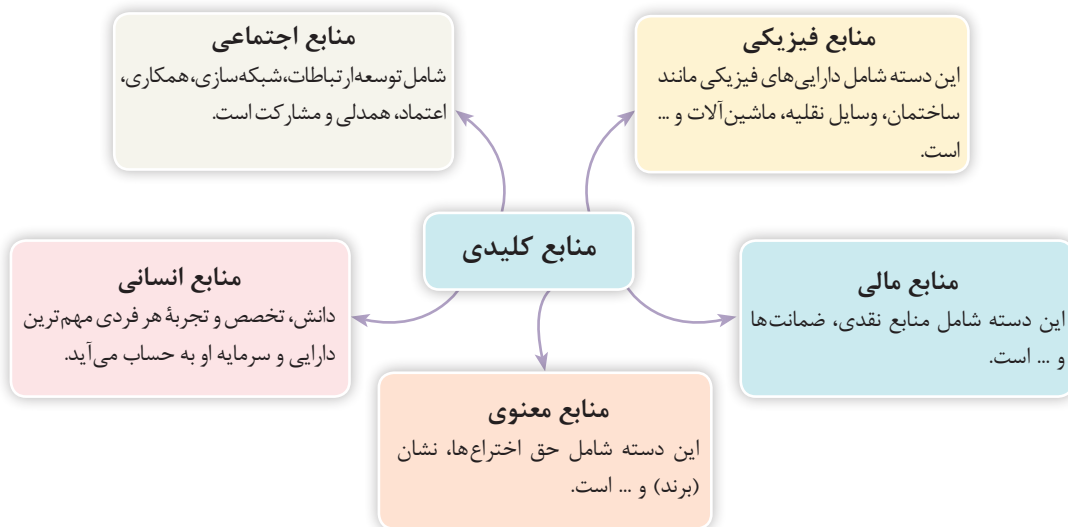 منابع فیزیکی
این دسته شامل دارایی‌های فیزیکی مانند
ساختمان، وسایل نقلیه، ماشین‌آلات و ...
است.
منابع اجتماعی
شامل توسعه ارتباطات، شبکه‌سازی، همکاری،
اعتماد، همدلی و مشارکت است.
منابع کلیدی
منابع مالی
این دسته شامل منابع نقدی، ضمانت‌ها
و ... است.
منابع انسانی
دانش، تخصص و تجربهٔ هر فردی مهم‌ترین
دارایی و سرمایه او به حساب می‌آید.
منابع معنوی
این دسته شامل حق اختراع‌ها، نشان
(برند) و ... است.